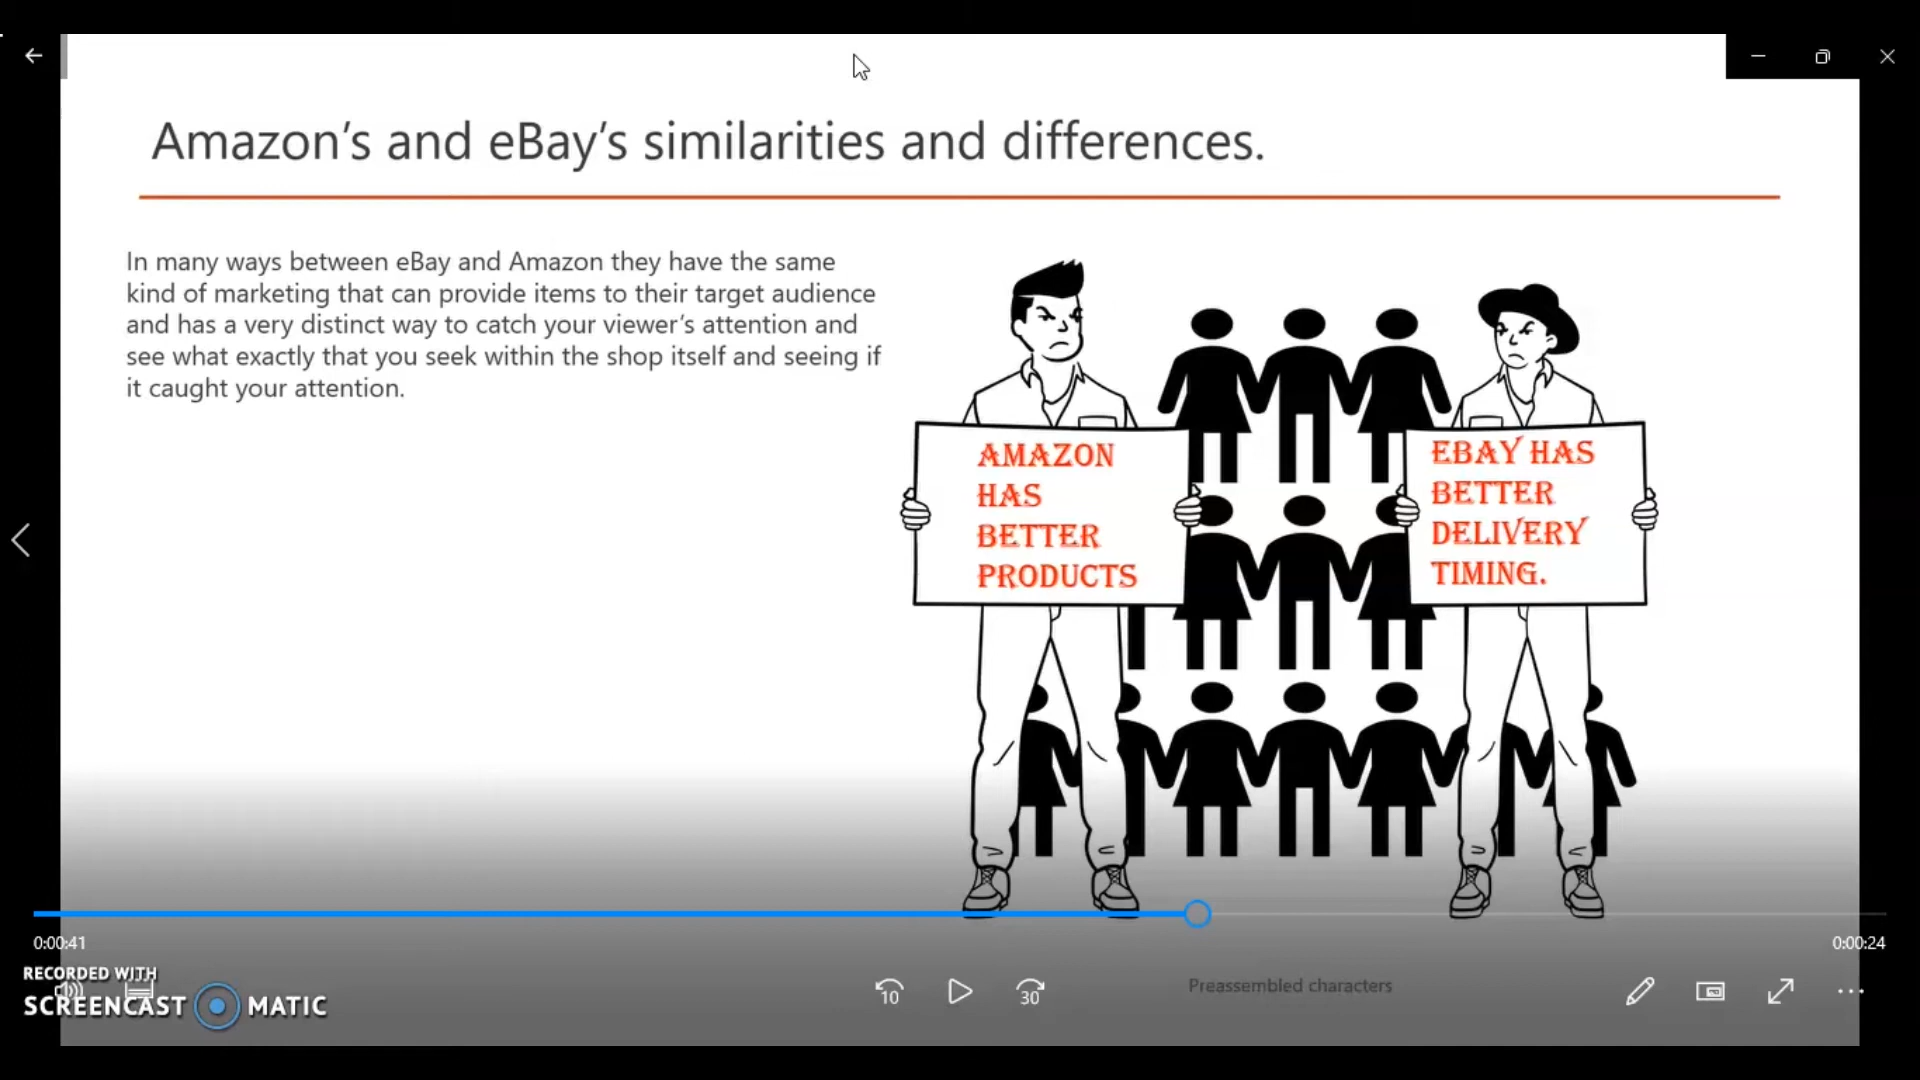 Amazon's and eBay's similarities and differences.
In many ways between eBay and Amazon they have the same
kind of marketing that can provide items to their target audience
and has a very distinct way to catch your viewer's attention and
see what exactly that you seek within the shop itself and seeing if
it caught your attention.
AMAZON
HAS
BETTER
PRODUCTS
EBAY HAS
BETTER
DELIVERY
TIMING.
0:00:41
0:00:24
RECORDED WITH
SCREENCAST MATIC
10
30
Preassembled characters